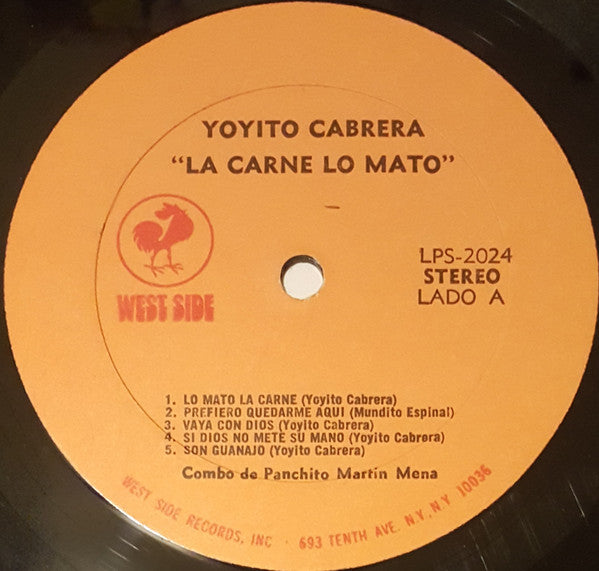 YOYITO CABRERA
"LA CARNE LO MATO"
WEST SIDE
LPS-2024
STEREO
LADO A
1. LO MATO LA CARNE (Yoyito Cabrera)
2. PREFIERO QUEDARME AQUI (Mundito Espinal)
3. VAYA CON DIOS (Yoyito Cabrera)
4. SI DIOS NO METE SU MANO (Yoyito Cabrera)
5. SON GUANAJO (Yoyito Cabrera)
Combo de Panchito Martín Mena
WEST SIDE RECORDS, INC · 693 TENTH AVE. N.Y., N.Y 10036